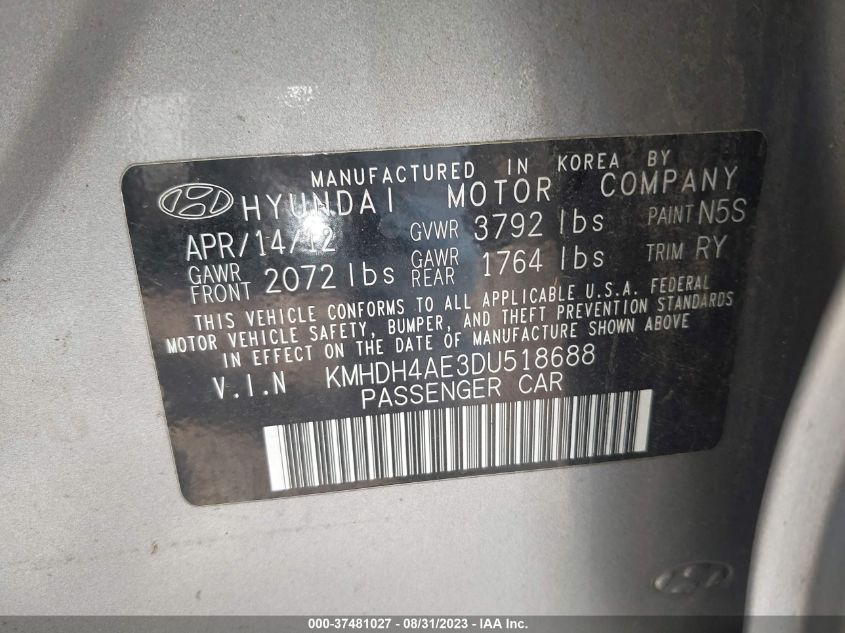 MANUFACTURED IN KOREA BY
HYUNDAI MOTOR COMPANY
APR/14/12 GVWR 3792 lbs PAINT N5S
GAWR FRONT 2072 lbs GAWR REAR 1764 lbs TRIM RY
THIS VEHICLE CONFORMS TO ALL APPLICABLE U.S.A. FEDERAL
MOTOR VEHICLE SAFETY, BUMPER, AND THEFT PREVENTION STANDARDS
IN EFFECT ON THE DATE OF MANUFACTURE SHOWN ABOVE
V.I.N KMHDH4AE3DU518688
PASSENGER CAR
000-37481027 - 08/31/2023 - IAA Inc.